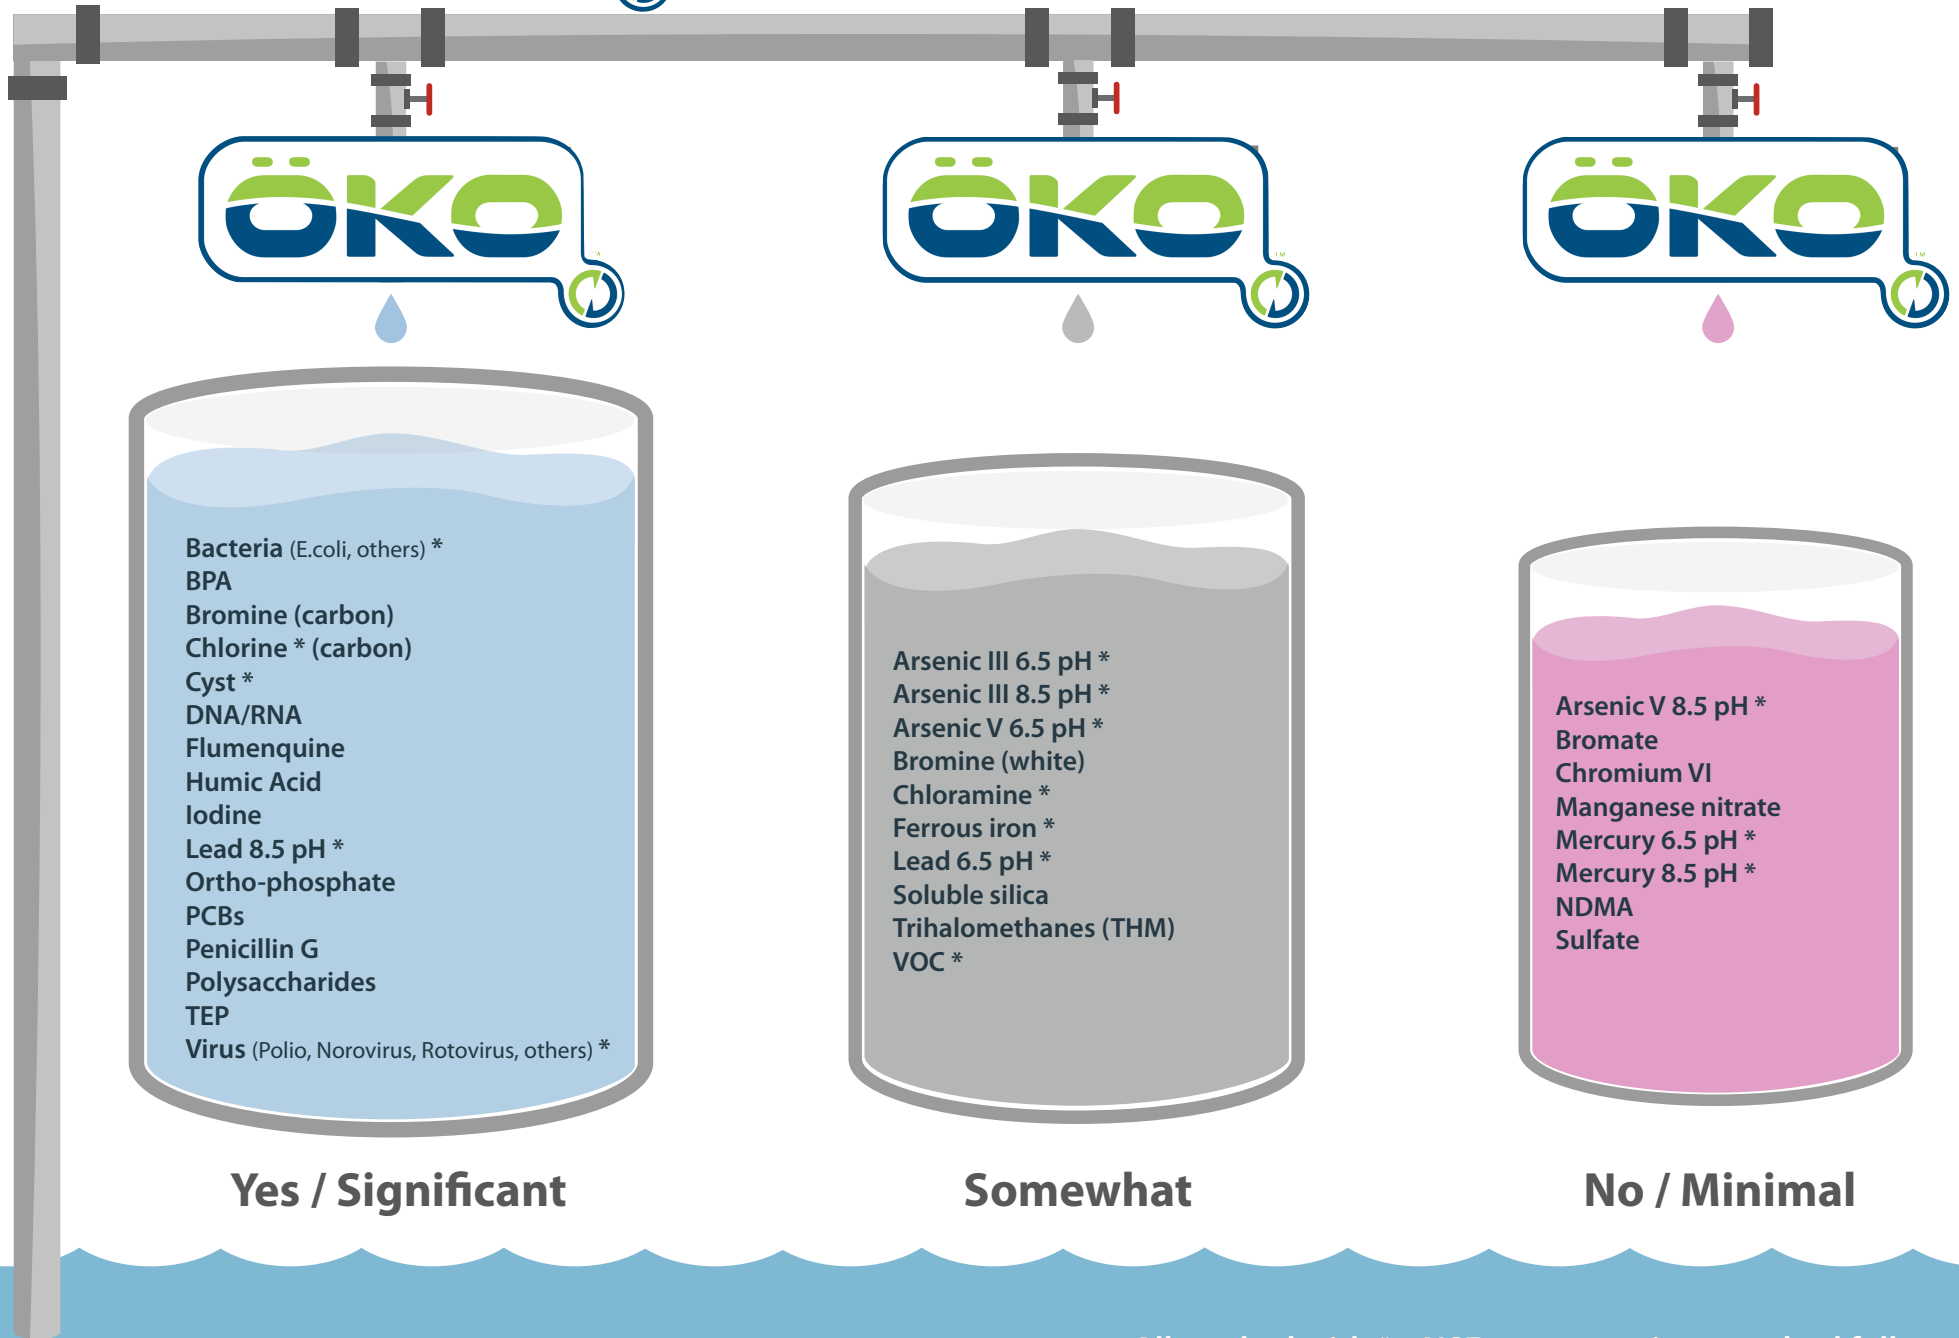 ÖKO
ÖKO
TM
ÖKO
TM
Bacteria (E.coli, others) *
BPA
Bromine (carbon)
Chlorine * (carbon)
Cyst *
DNA/RNA
Flumenquine
Humic Acid
Iodine
Lead 8.5 pH *
Ortho-phosphate
PCBs
Penicillin G
Polysaccharides
TEP
Virus (Polio, Norovirus, Rotovirus, others) *
Yes / Significant
Arsenic III 6.5 pH *
Arsenic III 8.5 pH *
Arsenic V 6.5 pH *
Bromine (white)
Chloramine *
Ferrous iron *
Lead 6.5 pH *
Soluble silica
Trihalomethanes (THM)
VOC *
Somewhat
Arsenic V 8.5 pH *
Bromate
Chromium VI
Manganese nitrate
Mercury 6.5 pH *
Mercury 8.5 pH *
NDMA
Sulfate
No / Minimal